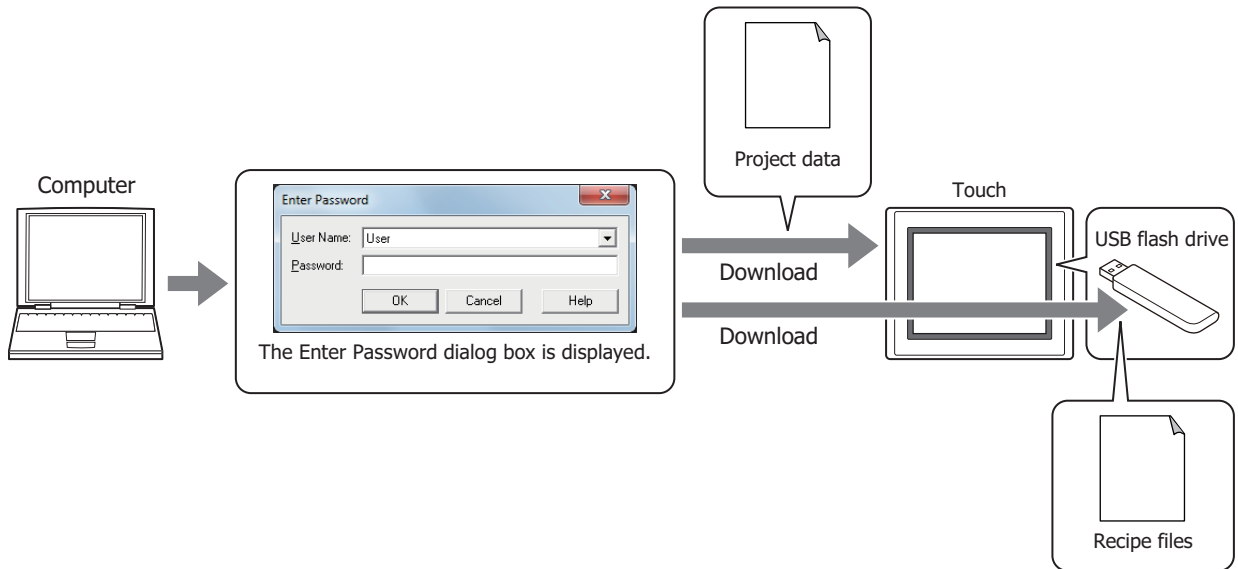 Project data
Computer
Touch
Enter Password
X
User Name: User
Password:
OK Cancel Help
The Enter Password dialog box is displayed.
Download
Download
USB flash drive
Recipe files